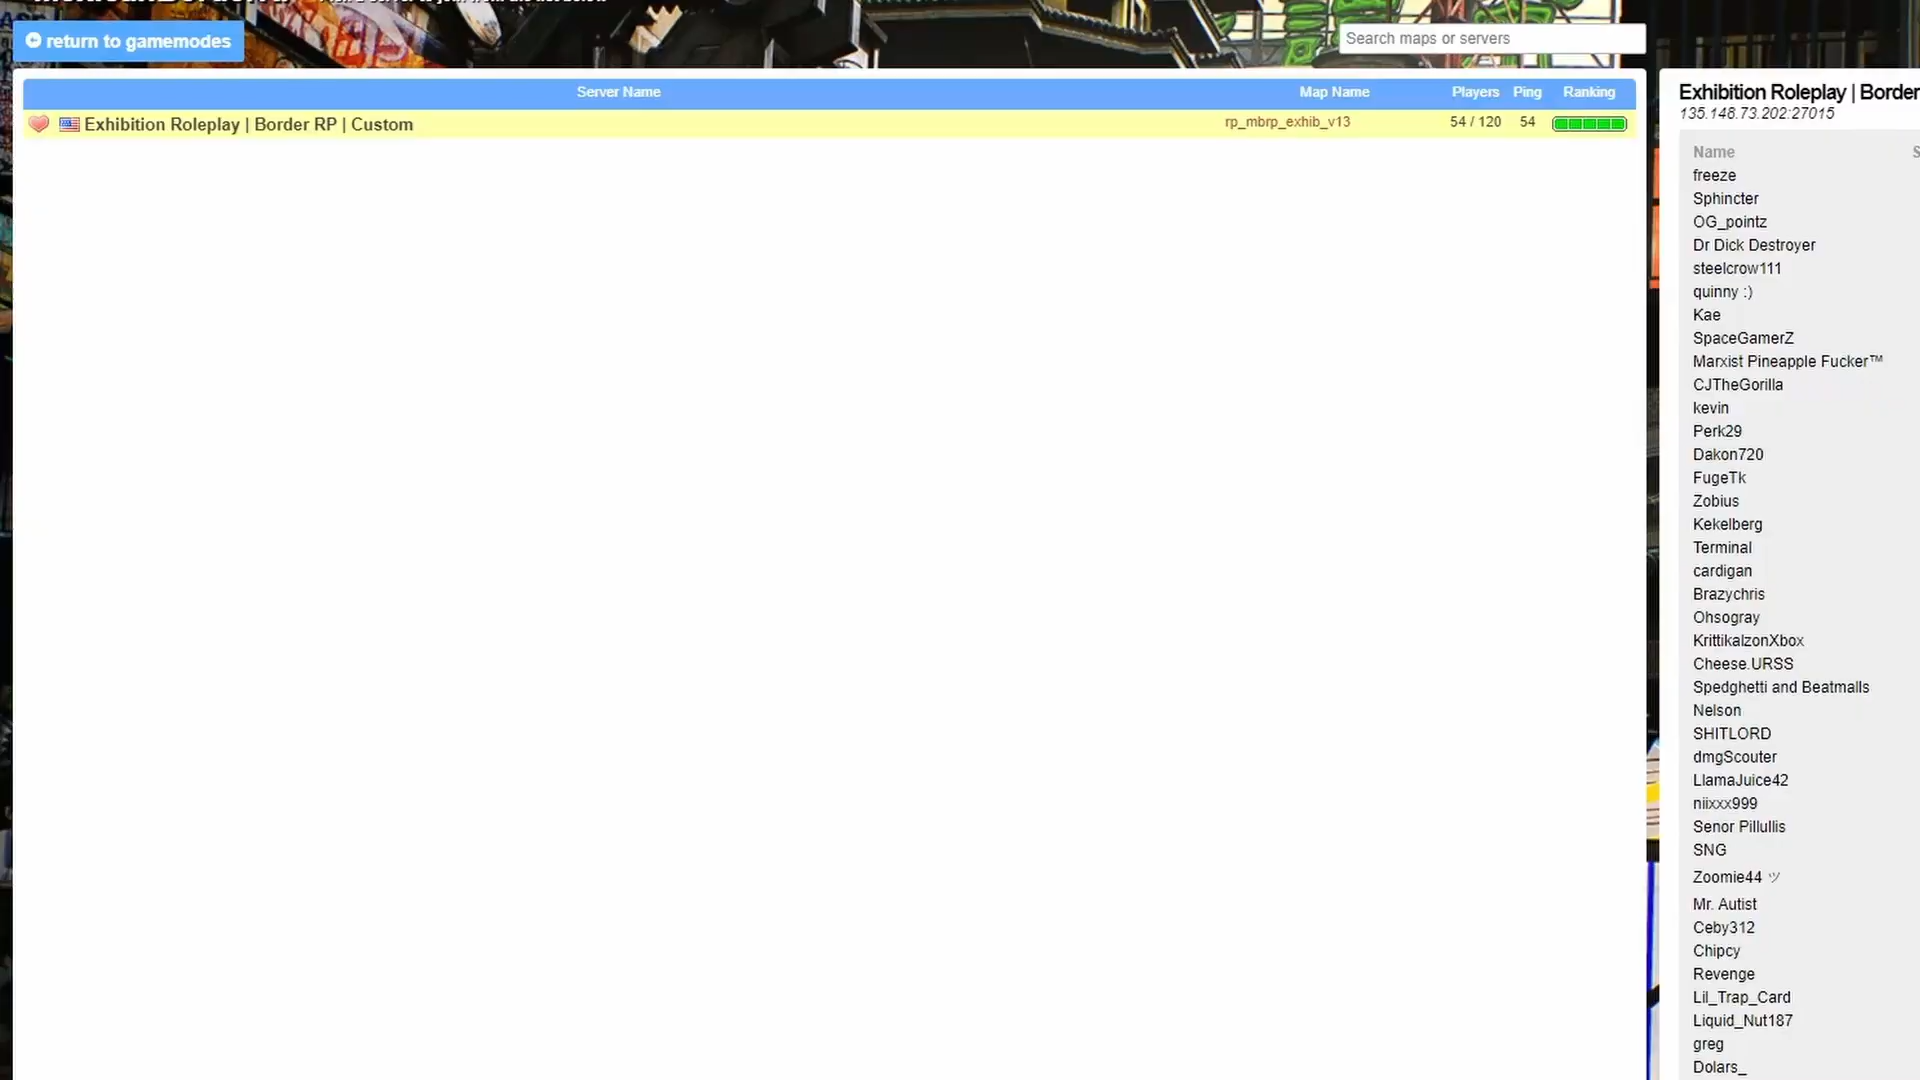 return to gamemodes
Search maps or servers
Server Name Map Name Players Ping Ranking
Exhibition Roleplay | Border RP | Custom rp_mbrp_exhib_v13 54 / 120 54
Exhibition Roleplay | Border
135.148.73.202:27015
Name S
freeze
Sphincter
OG_pointz
Dr Dick Destroyer
steelcrow111
quinny :)
Kae
SpaceGamerZ
Marxist Pineapple Fucker™
CJTheGorilla
kevin
Perk29
Dakon720
FugeTk
Zobius
Kekelberg
Terminal
cardigan
Brazychris
Ohsogray
KrittikalzonXbox
Cheese.URSS
Spedghetti and Beatmalls
Nelson
SHITLORD
dmgScouter
LlamaJuice42
niixxx999
Senor Pillullis
SNG
Zoomie44 ツ
Mr. Autist
Ceby312
Chipcy
Revenge
Lil_Trap_Card
Liquid_Nut187
greg
Dolars_